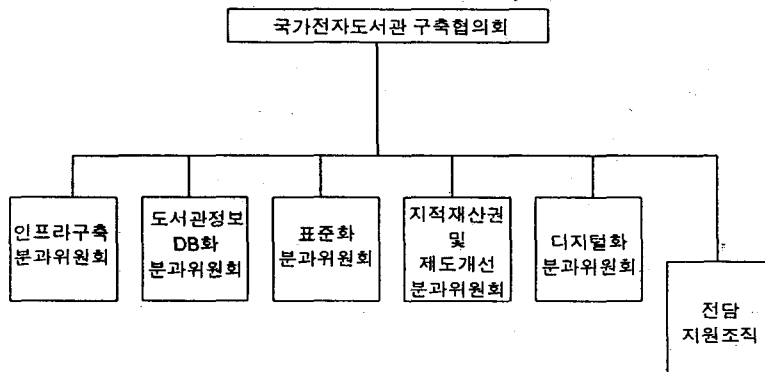 국가전자도서관 구축협의회
인프라구축
분과위원회
도서관정보
DB화
분과위원회
표준화
분과위원회
지적재산권
및
제도개선
분과위원회
디지털화
분과위원회
전담
지원조직